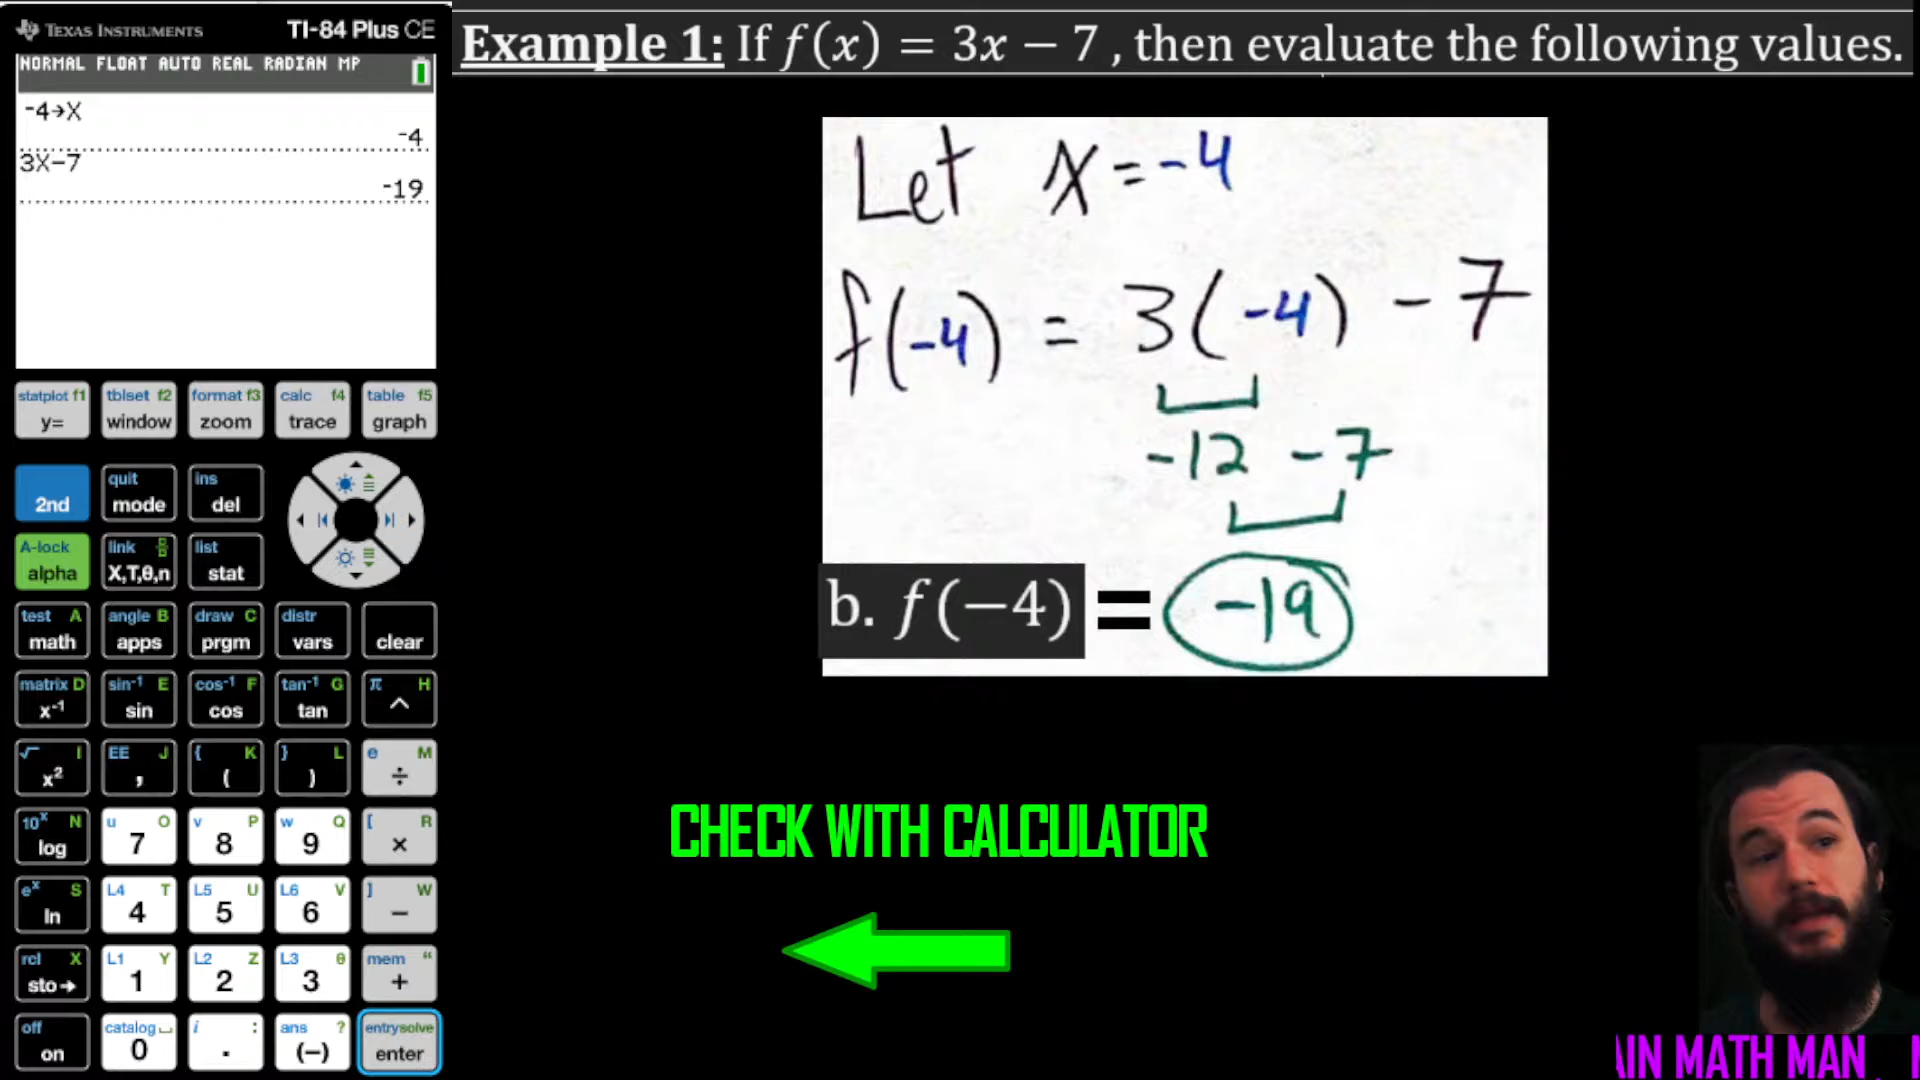 TEXAS INSTRUMENTS TI-84 Plus CE
NORMAL FLOAT AUTO REAL RADIAN MP
-4→X
-4
3X-7
-19
statplot f1 tblset f2 format f3 calc f4 table f5
y= window zoom trace graph
quit ins
2nd mode del
A-lock link list
alpha X,T,θ,n stat
test A angle B draw C distr
math apps prgm vars clear
matrix D sin⁻¹ E cos⁻¹ F tan⁻¹ G π H
x⁻¹ sin cos tan ^
√ I EE J { K } L e M
x² , ( ) ÷
10ˣ N u O v P w Q [ R
log 7 8 9 ×
eˣ S L4 T L5 U L6 V ] W
ln 4 5 6 −
rcl X L1 Y L2 Z L3 θ mem "
sto→ 1 2 3 +
off catalog i : ans ? entry solve
on 0 . (−) enter
Example 1: If f(x) = 3x − 7 , then evaluate the following values.
Let x = -4
f(-4) = 3(-4) - 7
-12 - 7
b. f(−4) = -19
CHECK WITH CALCULATOR
AIN MATH MAN